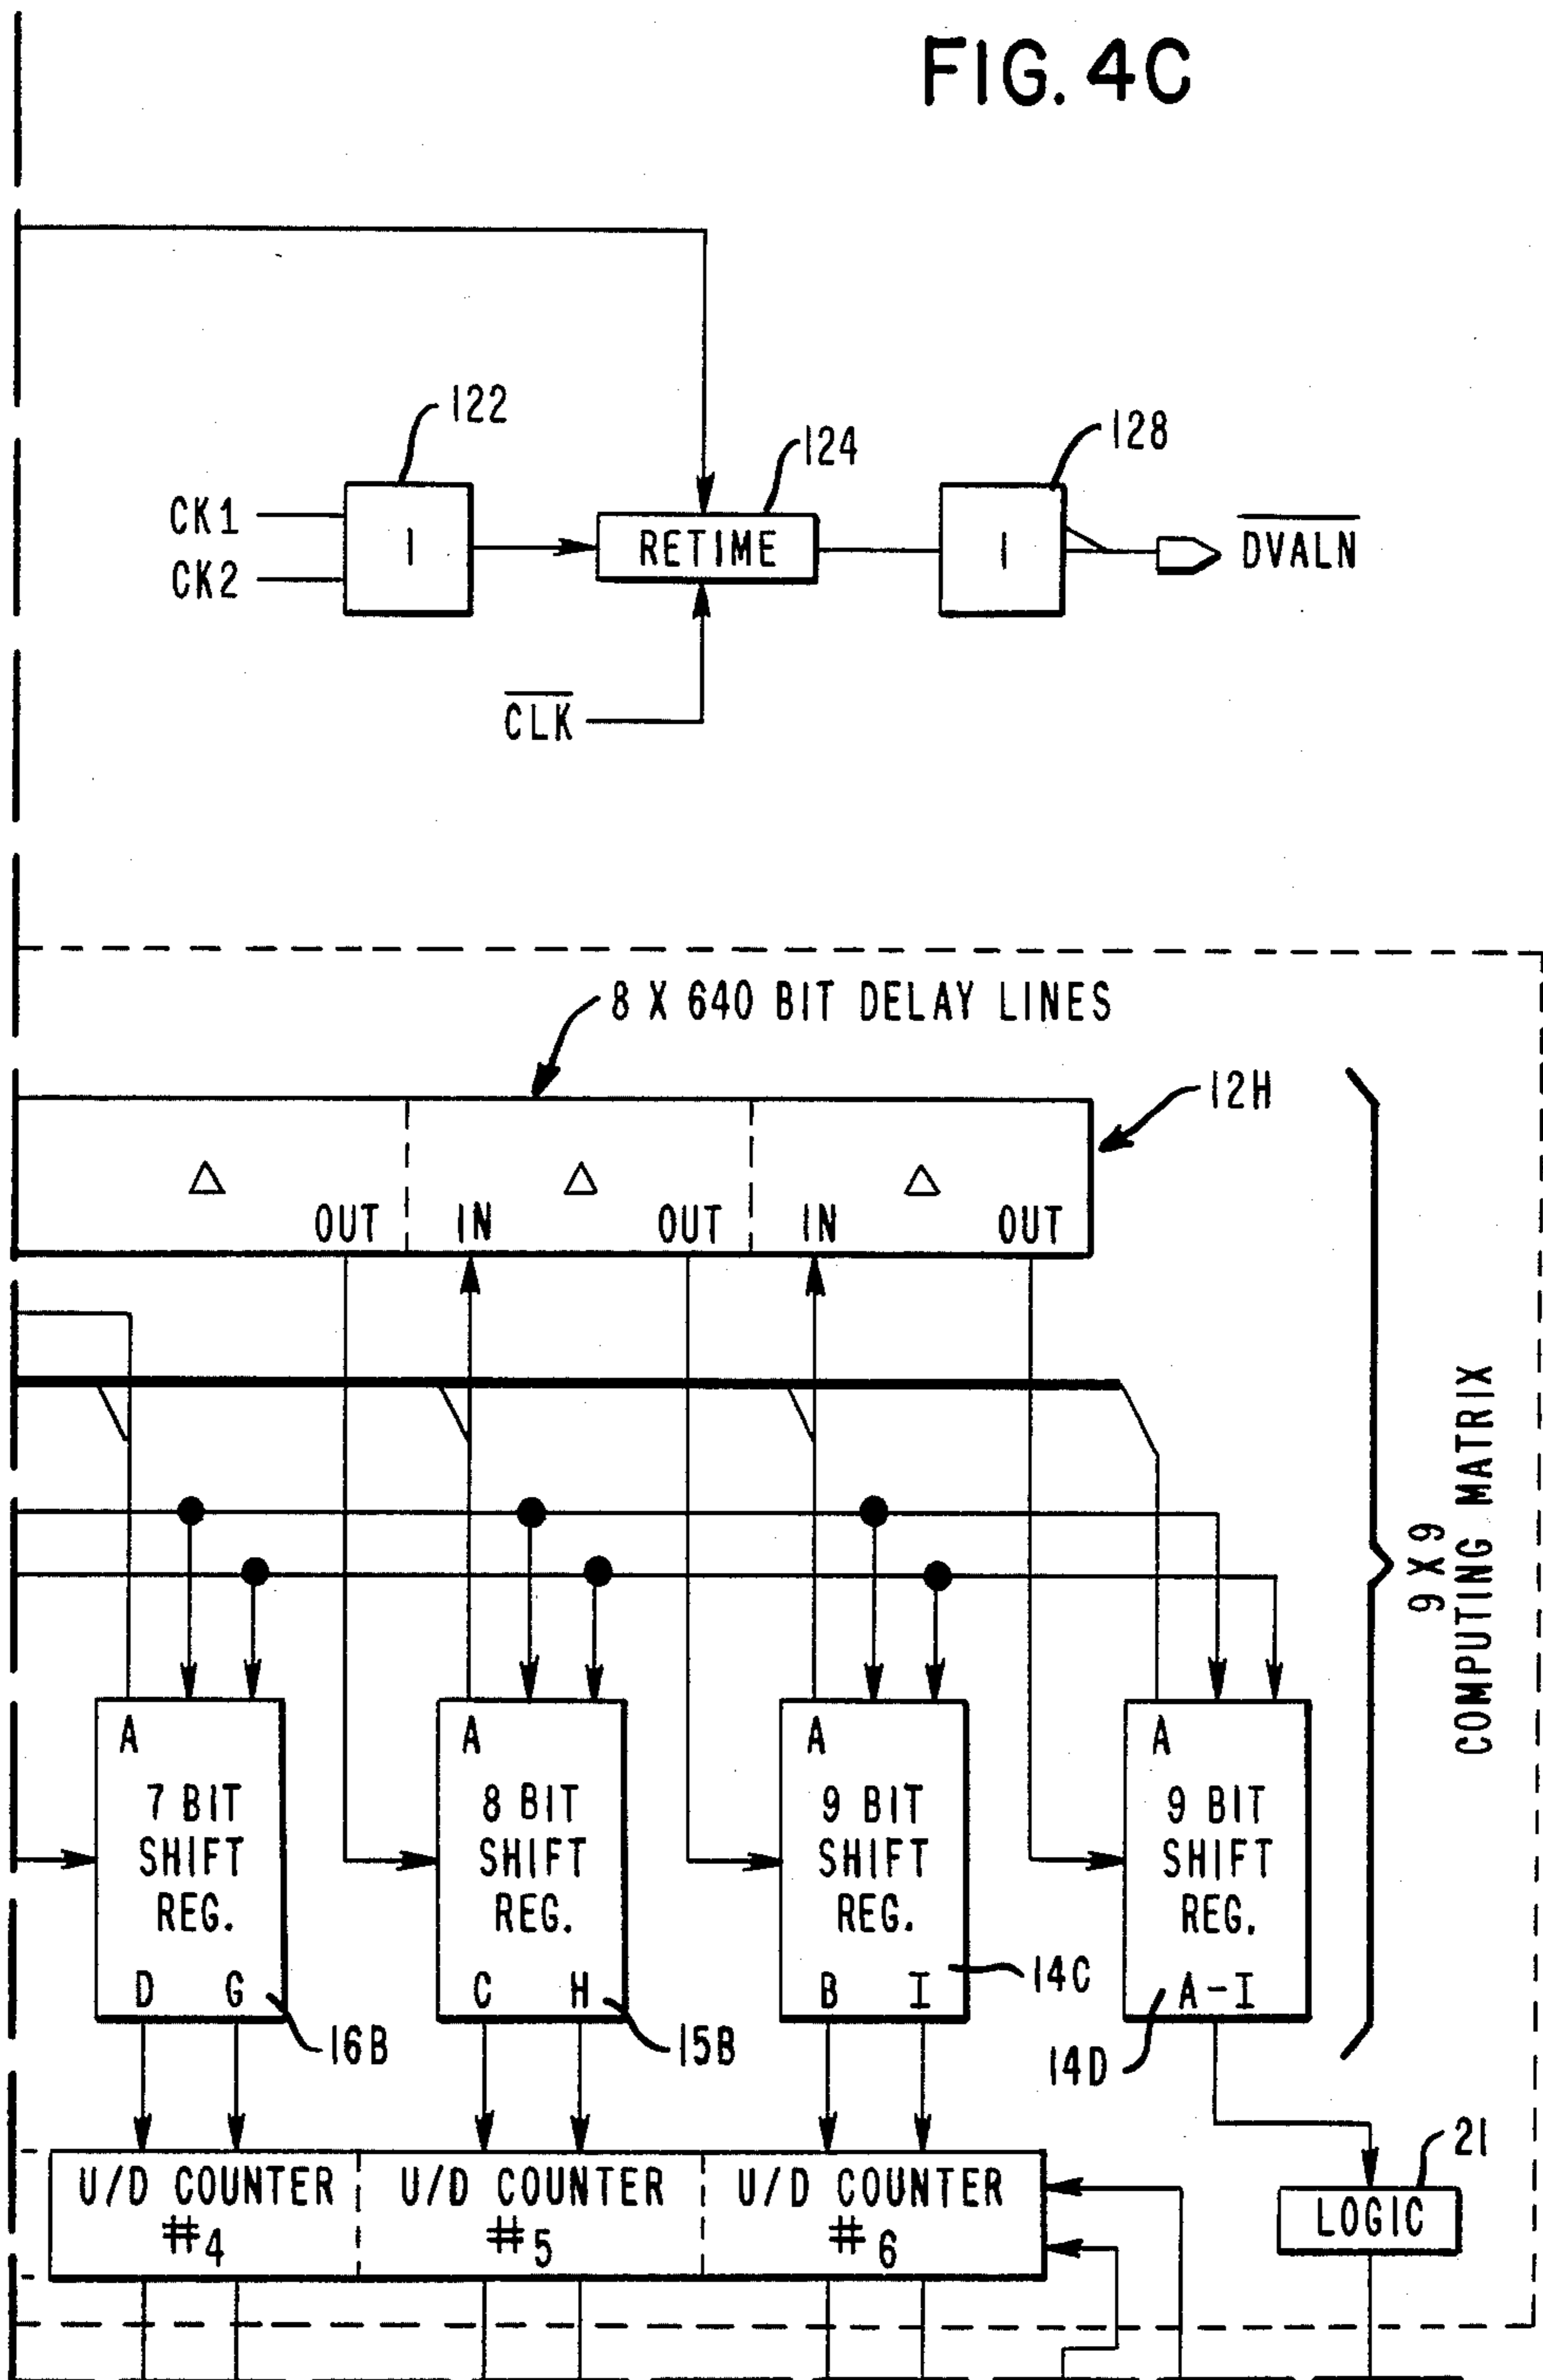 FIG. 4C
122
124
128
CK1
CK2
I
RETIME
I
DVALN
CLK
8 X 640 BIT DELAY LINES
12H
△ △ △
OUT IN OUT IN OUT
9 X 9
COMPUTING MATRIX
A
7 BIT
SHIFT
REG.
D G
16B
A
8 BIT
SHIFT
REG.
C H
15B
A
9 BIT
SHIFT
REG.
B I
14C
A
9 BIT
SHIFT
REG.
A-I
14D
U/D COUNTER
#4
U/D COUNTER
#5
U/D COUNTER
#6
21
LOGIC